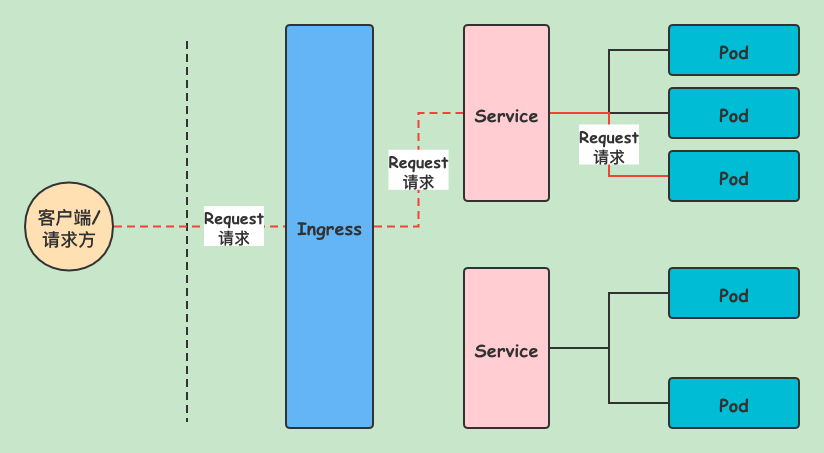 客户端/
请求方
Request
请求
Ingress
Request
请求
Service
Request
请求
Pod
Pod
Pod
Service
Pod
Pod